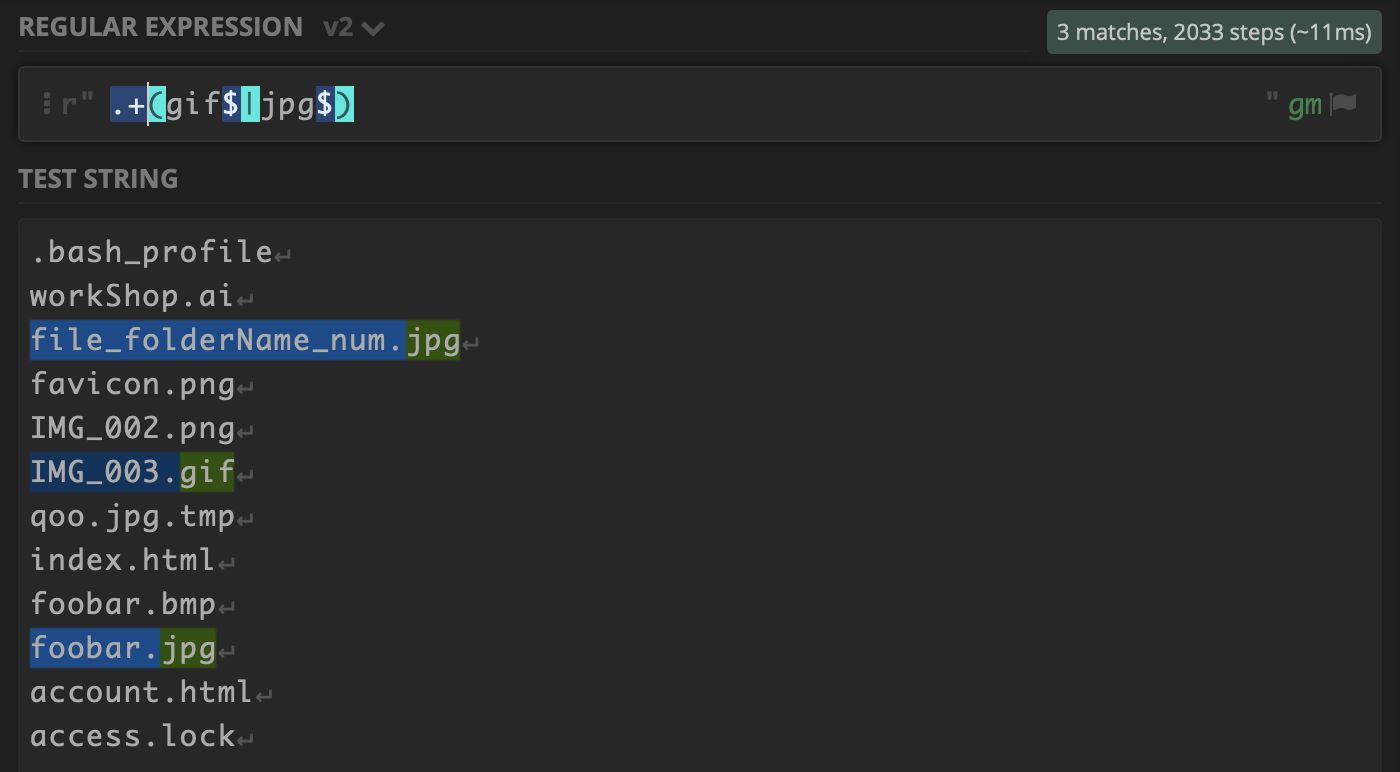 REGULAR EXPRESSION v2
3 matches, 2033 steps (~11ms)
r" .+(gif$|jpg$) " gm
TEST STRING
.bash_profile↵
workShop.ai↵
file_folderName_num.jpg↵
favicon.png↵
IMG_002.png↵
IMG_003.gif↵
qoo.jpg.tmp↵
index.html↵
foobar.bmp↵
foobar.jpg↵
account.html↵
access.lock↵